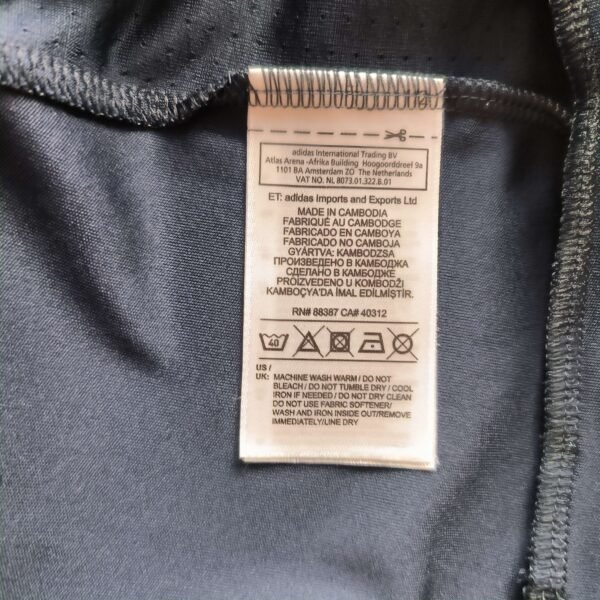 adidas International Trading BV
Atlas Arena -Afrika Building Hoogoorddreef 9a
1101 BA Amsterdam ZO The Netherlands
VAT NO. NL 8073.01.322.B.01
ET: adidas Imports and Exports Ltd
MADE IN CAMBODIA
FABRIQUÉ AU CAMBODGE
FABRICADO EN CAMBOYA
FABRICADO NO CAMBOJA
GYÁRTVA: KAMBODZSA
ПРОИЗВЕДЕНО В КАМБОДЖА
СДЕЛАНО В КАМБОДЖЕ
PROIZVEDENO U KOMBODŽI
KAMBOÇYA'DA İMAL EDİLMİŞTİR.
RN# 88387 CA# 40312
40
US /
UK: MACHINE WASH WARM / DO NOT
BLEACH / DO NOT TUMBLE DRY / COOL
IRON IF NEEDED / DO NOT DRY CLEAN
DO NOT USE FABRIC SOFTENER/
WASH AND IRON INSIDE OUT/REMOVE
IMMEDIATELY/LINE DRY